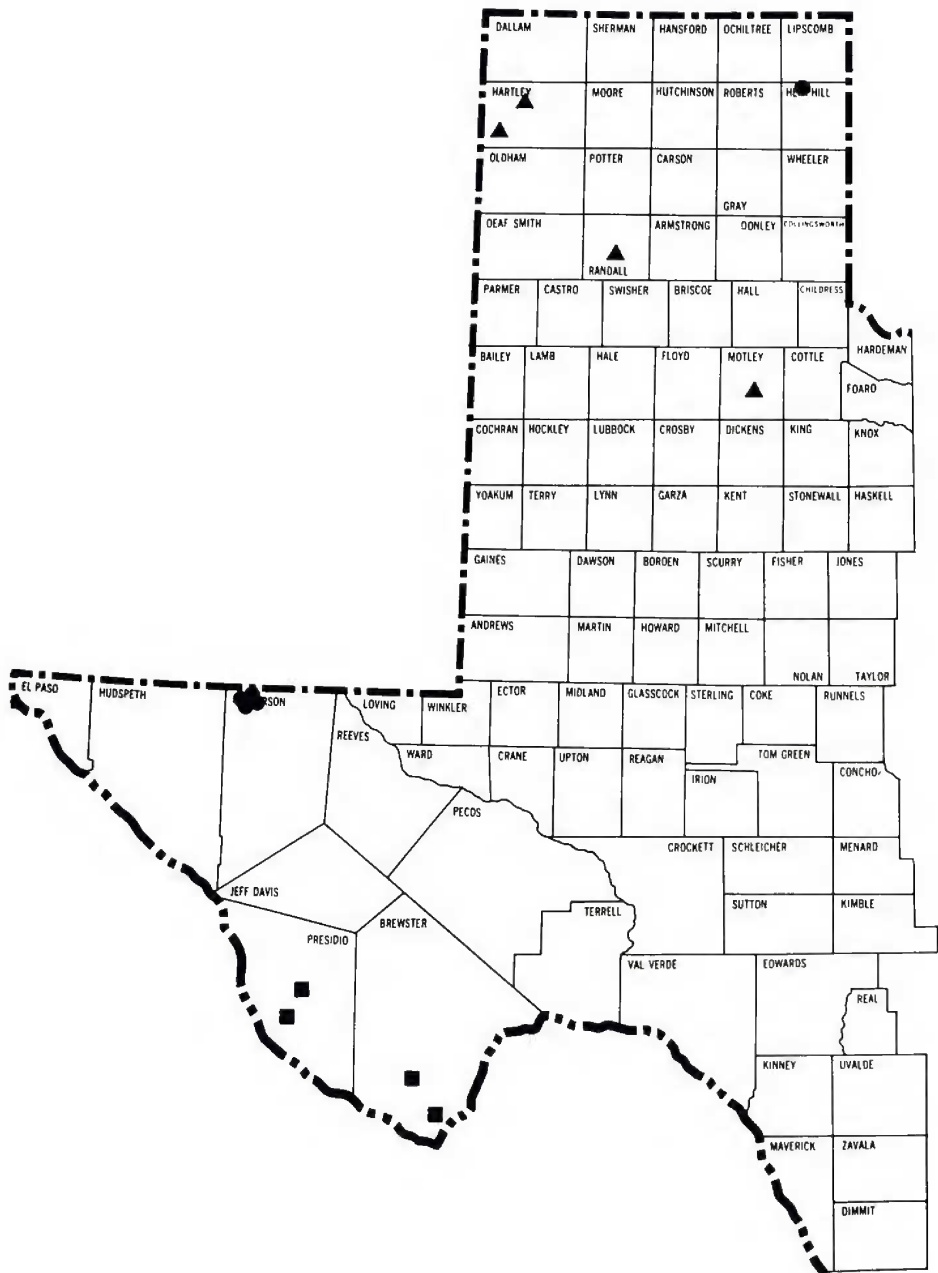 DALLAM SHERMAN HANSFORD OCHILTREE LIPSCOMB
HARTLEY MOORE HUTCHINSON ROBERTS HEMPHILL
OLDHAM POTTER CARSON WHEELER
GRAY
DEAF SMITH ARMSTRONG DONLEY COLLINGSWORTH
RANDALL
PARMER CASTRO SWISHER BRISCOE HALL CHILDRESS
HARDEMAN
BAILEY LAMB HALE FLOYD MOTLEY COTTLE
FOARD
COCHRAN HOCKLEY LUBBOCK CROSBY DICKENS KING KNOX
YOAKUM TERRY LYNN GARZA KENT STONEWALL HASKELL
GAINES DAWSON BORDEN SCURRY FISHER JONES
ANDREWS MARTIN HOWARD MITCHELL
NOLAN TAYLOR
EL PASO HUDSPETH RSON LOVING WINKLER ECTOR MIDLAND GLASSCOCK STERLING COKE RUNNELS
REEVES WARD CRANE UPTON REAGAN TOM GREEN
IRION CONCHO
PECOS
CROCKETT SCHLEICHER MENARD
JEFF DAVIS
BREWSTER TERRELL SUTTON KIMBLE
PRESIDIO
VAL VERDE EDWARDS
REAL
KINNEY UVALDE
MAVERICK ZAVALA
DIMMIT